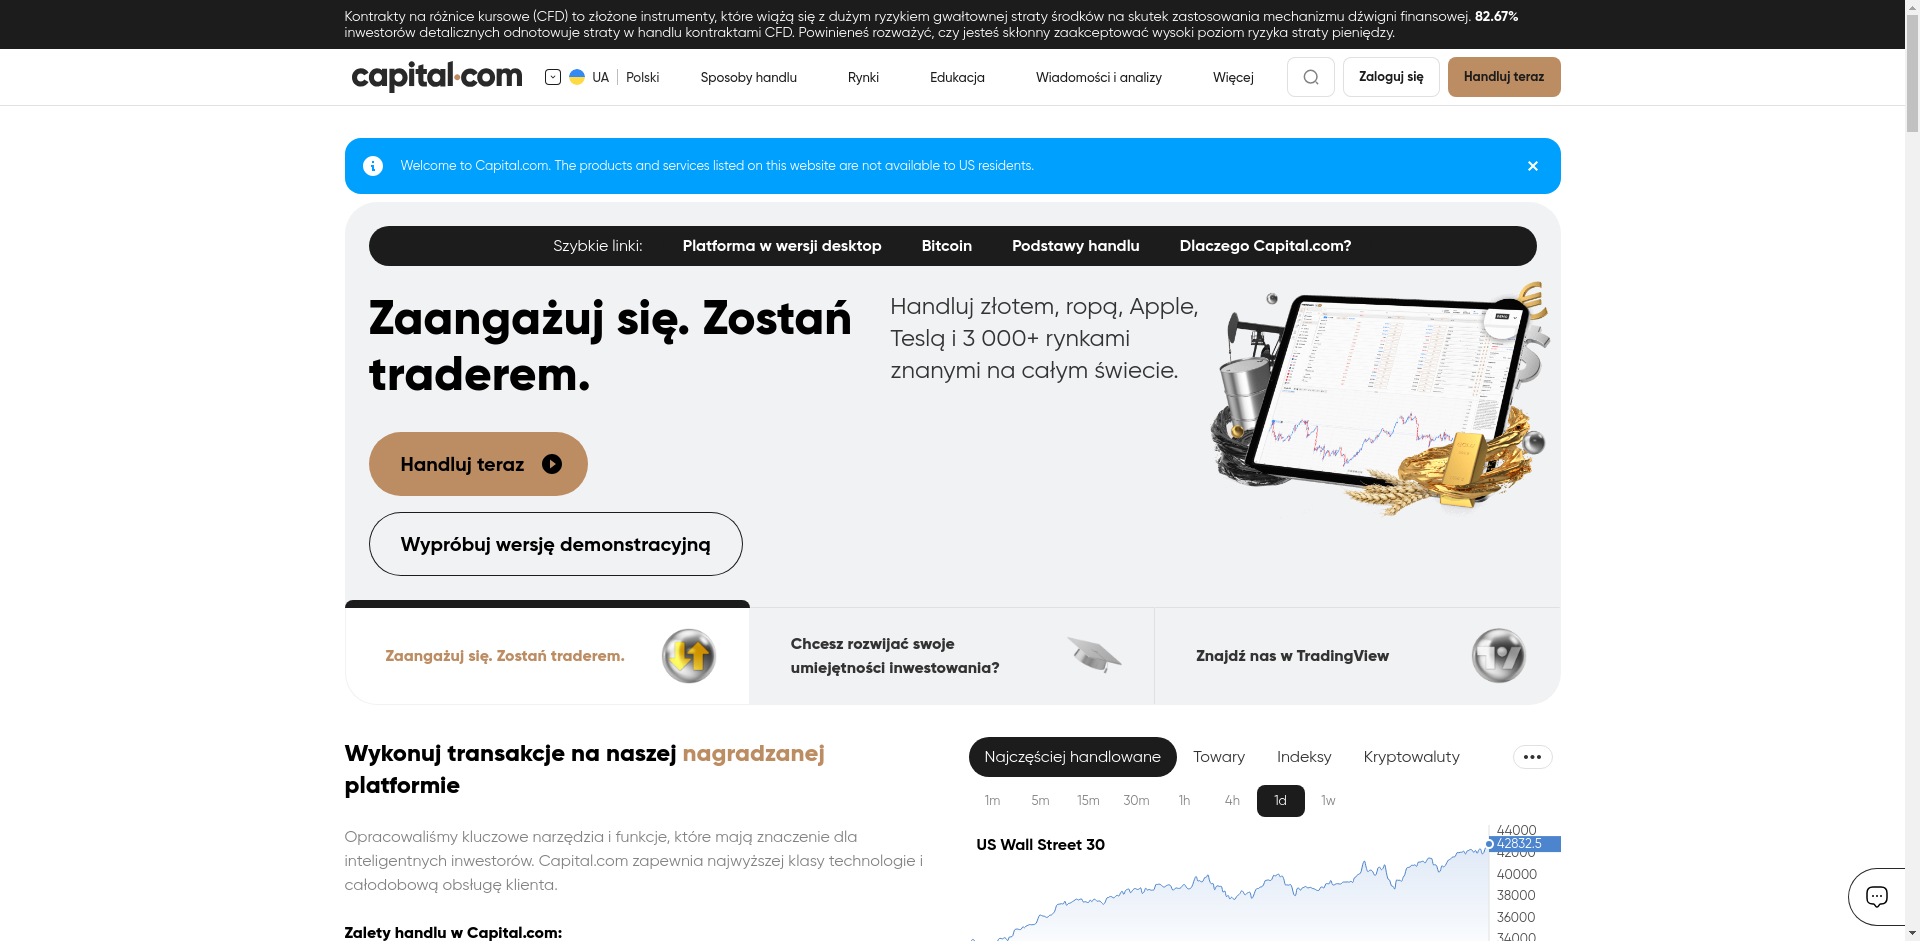 Kontrakty na różnice kursowe (CFD) to złożone instrumenty, które wiążą się z dużym ryzykiem gwałtownej straty środków na skutek zastosowania mechanizmu dźwigni finansowej. 82.67%
inwestorów detalicznych odnotowuje straty w handlu kontraktami CFD. Powinieneś rozważyć, czy jesteś skłonny zaakceptować wysoki poziom ryzyka straty pieniędzy.
capital.com
UA | Polski
Sposoby handlu
Rynki
Edukacja
Wiadomości i analizy
Więcej
Zaloguj się
Handluj teraz
Welcome to Capital.com. The products and services listed on this website are not available to US residents.
Szybkie linki:
Platforma w wersji desktop
Bitcoin
Podstawy handlu
Dlaczego Capital.com?
Zaangażuj się. Zostań
traderem.
Handluj złotem, ropą, Apple,
Teslą i 3 000+ rynkami
znanymi na całym świecie.
Handluj teraz
Wypróbuj wersję demonstracyjną
Zaangażuj się. Zostań traderem.
Chcesz rozwijać swoje
umiejętności inwestowania?
Znajdź nas w TradingView
Wykonuj transakcje na naszej nagradzanej
platformie
Opracowaliśmy kluczowe narzędzia i funkcje, które mają znaczenie dla
inteligentnych inwestorów. Capital.com zapewnia najwyższej klasy technologie i
całodobową obsługę klienta.
Zalety handlu w Capital.com:
Najczęściej handlowane
Towary
Indeksy
Kryptowaluty
1m
5m
15m
30m
1h
4h
1d
1w
US Wall Street 30
44000
42832.5
42000
40000
38000
36000
34000